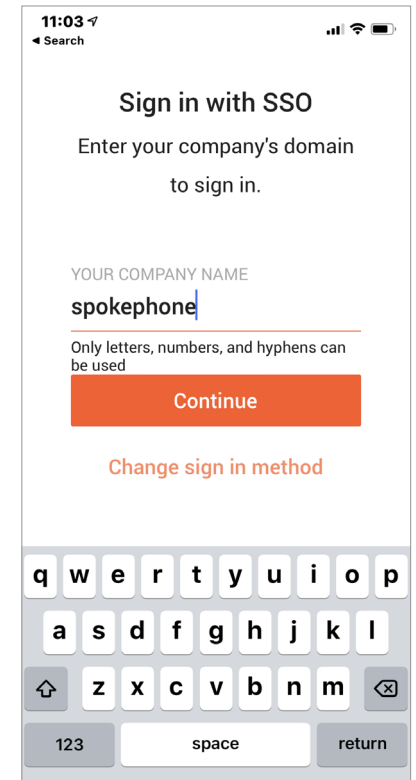 11:03
Search
Sign in with SSO
Enter your company's domain
to sign in.
YOUR COMPANY NAME
spokephone
Only letters, numbers, and hyphens can
be used
Continue
Change sign in method
q w e r t y u i o p
a s d f g h j k l
z x c v b n m
123 space return